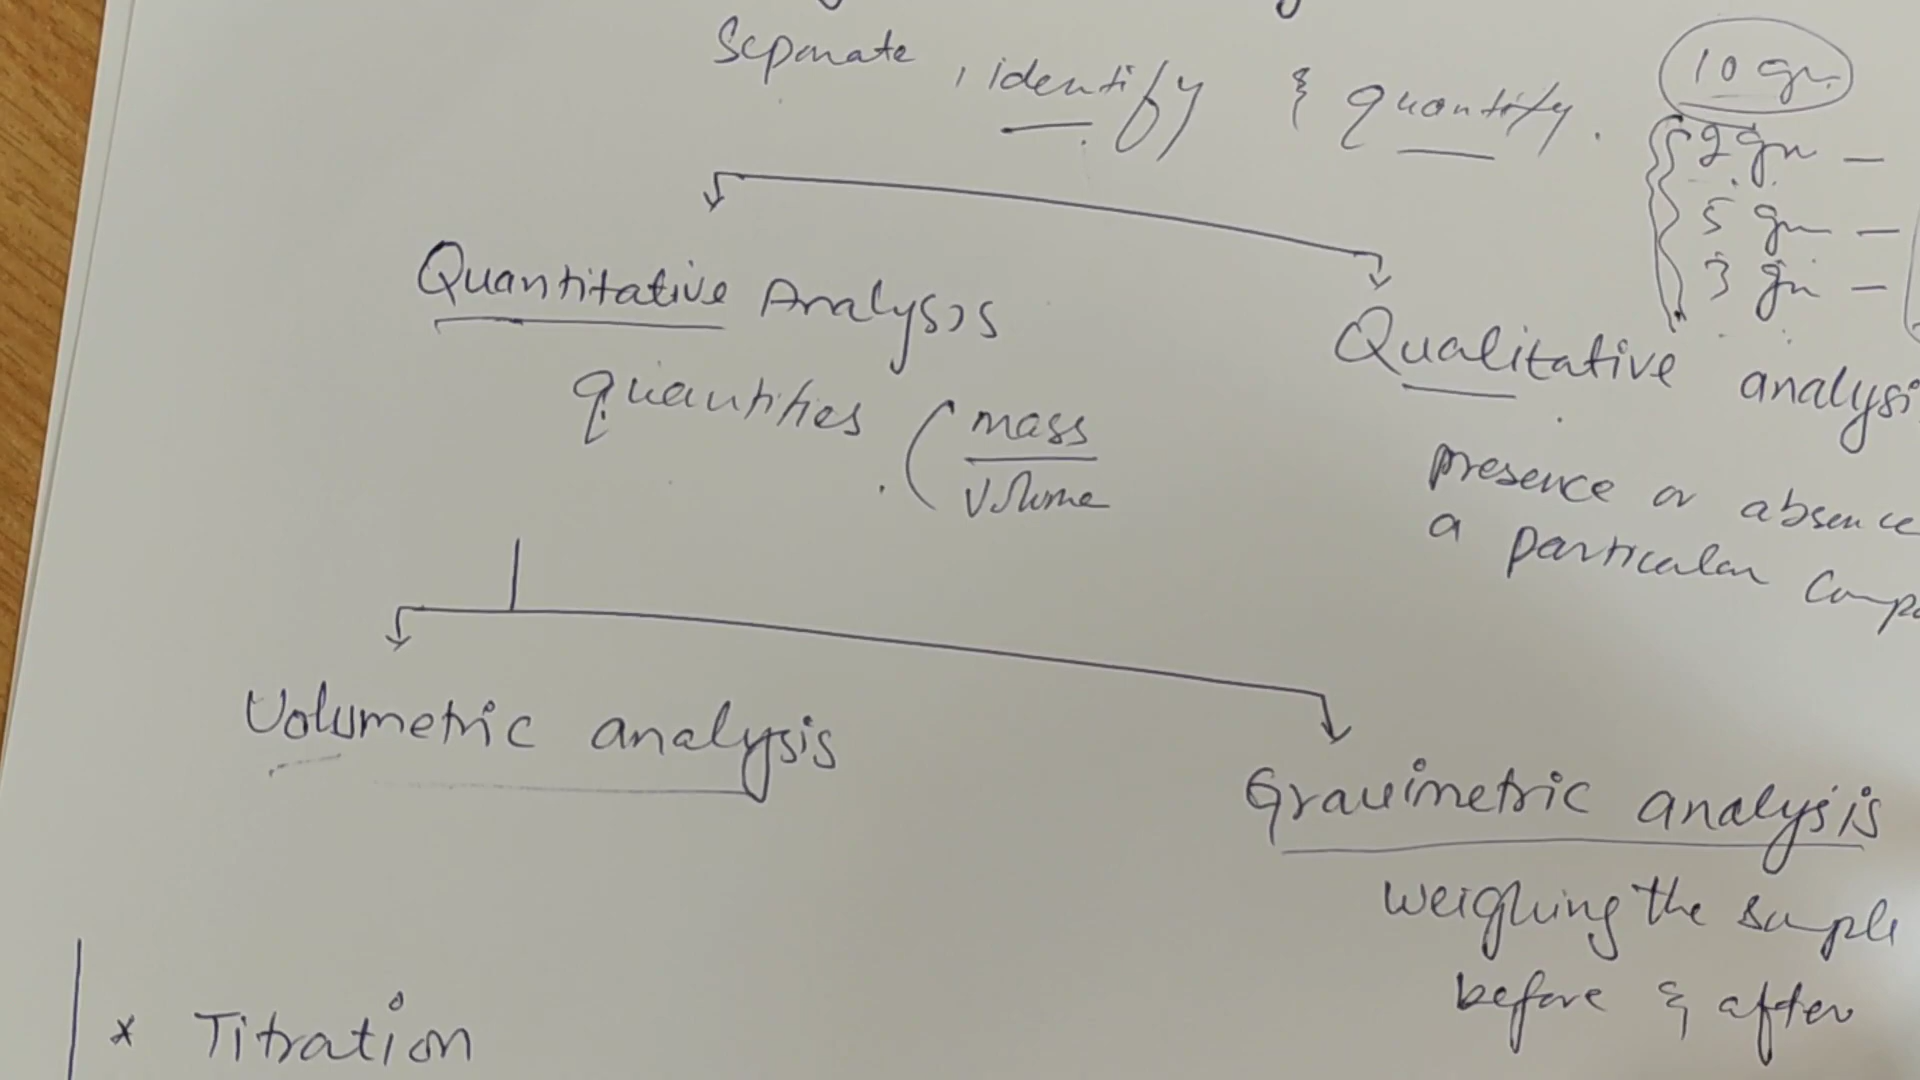 Separate, identify & quantify.
10 gm
2 gm —
5 gm —
3 gm —
Quantitative Analysis
Qualitative analysi
quantities (mass
volume
presence or absence
a particular comp
Volumetric analysis
Gravimetric analysis
weighing the sample
before & after
* Titration